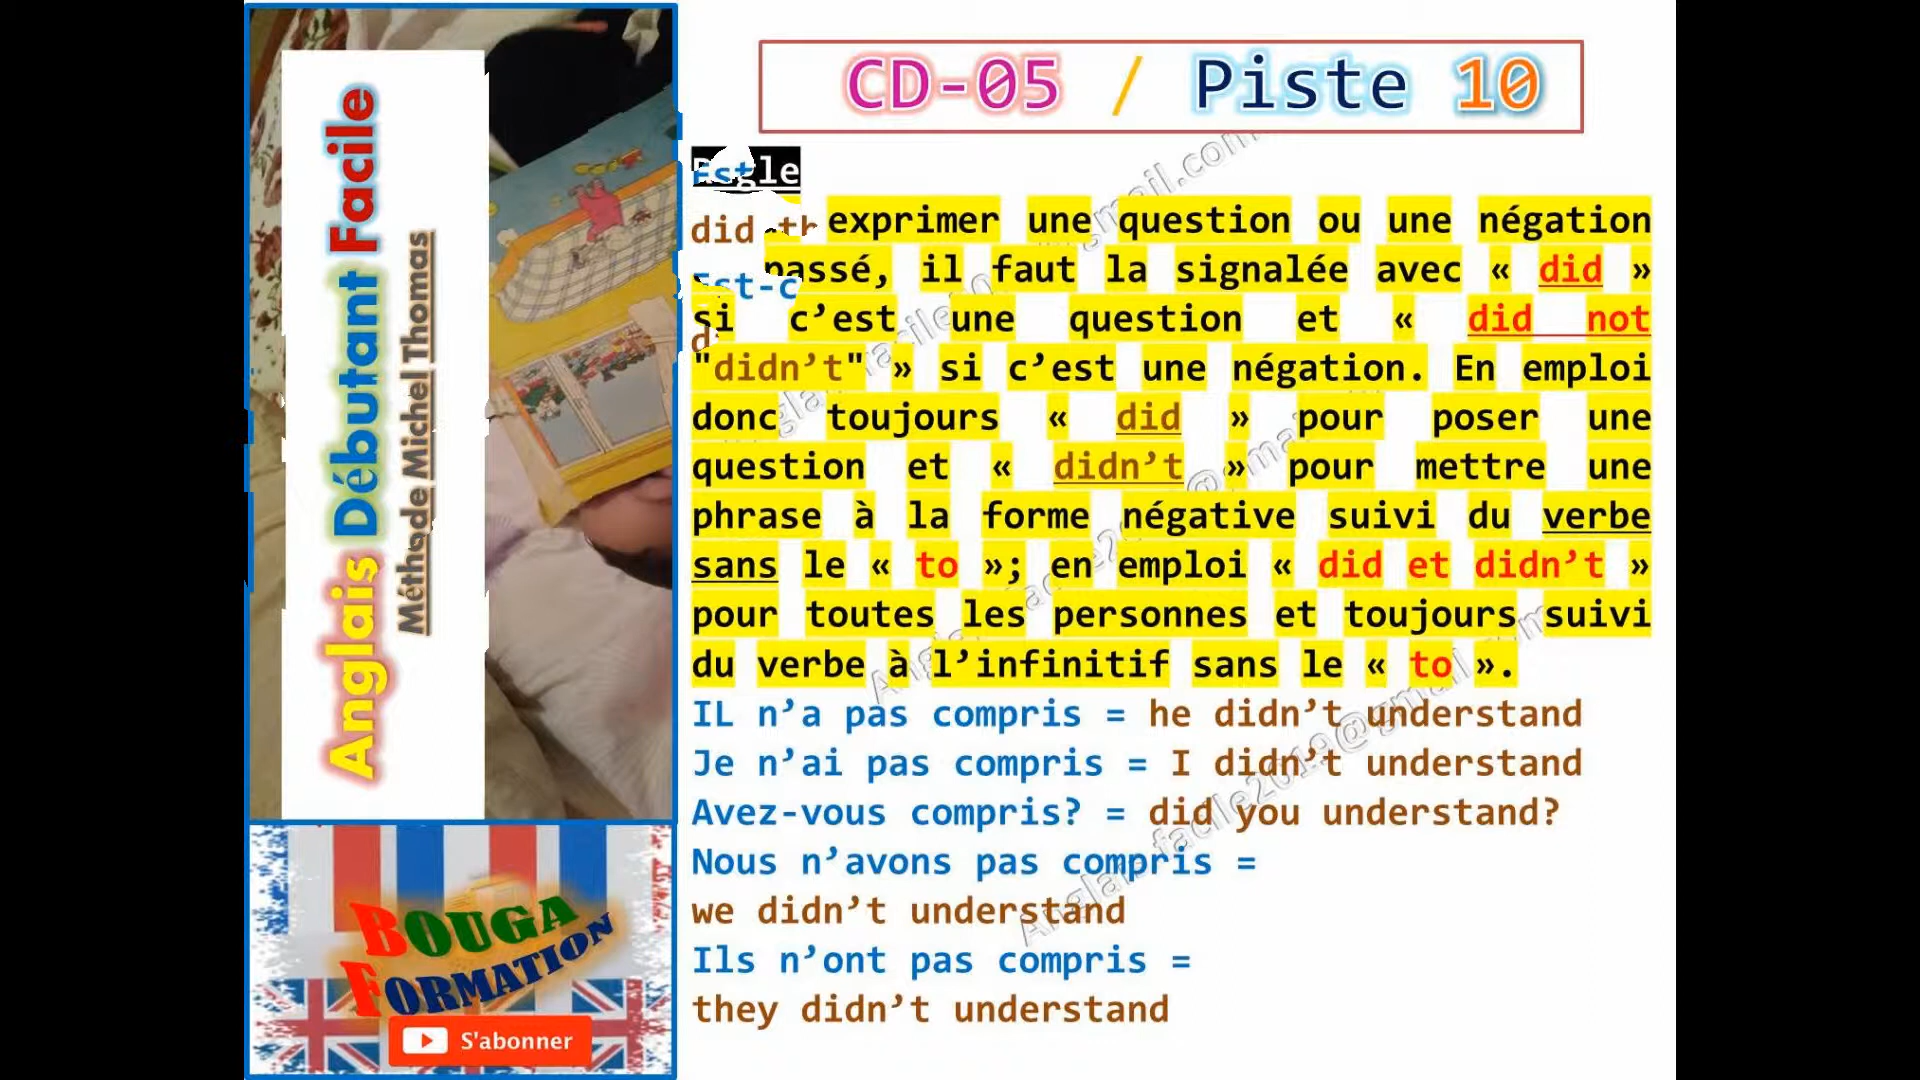 Anglais Débutant Facile
Méthode Michel Thomas
CD-05 / Piste 10
did th
exprimer une question ou une négation
Est-c
passé, il faut la signalée avec « did »
si c’est une question et « did not
"didn’t" » si c’est une négation. En emploi
donc toujours « did » pour poser une
question et « didn’t » pour mettre une
phrase à la forme négative suivi du verbe
sans le « to »; en emploi « did et didn’t »
pour toutes les personnes et toujours suivi
du verbe à l’infinitif sans le « to ».
IL n’a pas compris = he didn’t understand
Je n’ai pas compris = I didn’t understand
Avez-vous compris? = did you understand?
Nous n’avons pas compris =
we didn’t understand
Ils n’ont pas compris =
they didn’t understand
BOUGA
FORMATION
S'abonner